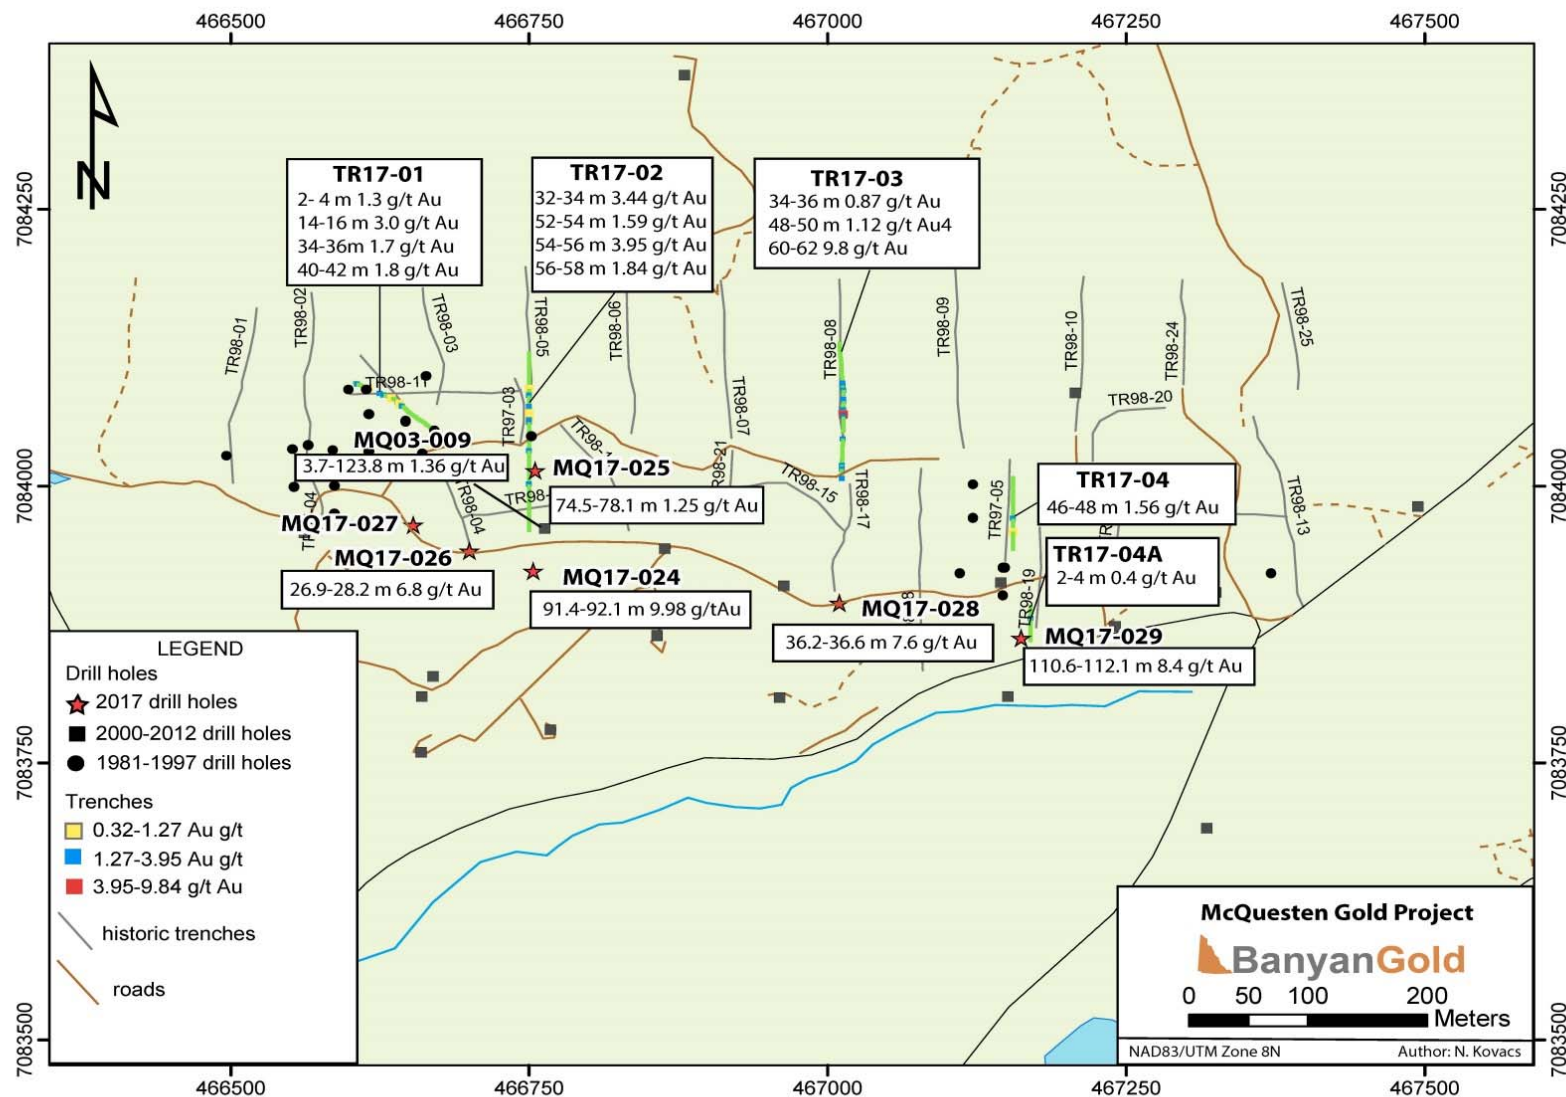 466500 466750 467000 467250 467500
7084250
7084250
7084000
7084000
7083750
7083750
7083500
7083500
N
TR17-01
2- 4 m 1.3 g/t Au
14-16 m 3.0 g/t Au
34-36m 1.7 g/t Au
40-42 m 1.8 g/t Au
TR17-02
32-34 m 3.44 g/t Au
52-54 m 1.59 g/t Au
54-56 m 3.95 g/t Au
56-58 m 1.84 g/t Au
TR17-03
34-36 m 0.87 g/t Au
48-50 m 1.12 g/t Au4
60-62 9.8 g/t Au
TR98-01
TR98-02
TR98-03
TR98-05
TR98-06
TR98-08
TR98-09
TR98-10
TR98-24
TR98-25
TR98-11
TR97-03
TR98-07
TR98-20
MQ03-009
3.7-123.8 m 1.36 g/t Au
MQ17-025
74.5-78.1 m 1.25 g/t Au
TR98-21
TR98-15
TR98-17
TR97-05
TR17-04
46-48 m 1.56 g/t Au
TR98-13
TR98-04
MQ17-027
MQ17-026
26.9-28.2 m 6.8 g/t Au
MQ17-024
91.4-92.1 m 9.98 g/tAu
TR17-04A
2-4 m 0.4 g/t Au
TR98-19
MQ17-028
36.2-36.6 m 7.6 g/t Au
MQ17-029
110.6-112.1 m 8.4 g/t Au
LEGEND
Drill holes
2017 drill holes
2000-2012 drill holes
1981-1997 drill holes
Trenches
0.32-1.27 Au g/t
1.27-3.95 Au g/t
3.95-9.84 g/t Au
historic trenches
roads
McQuesten Gold Project
BanyanGold
0 50 100 200
Meters
NAD83/UTM Zone 8N Author: N. Kovacs
466500 466750 467000 467250 467500